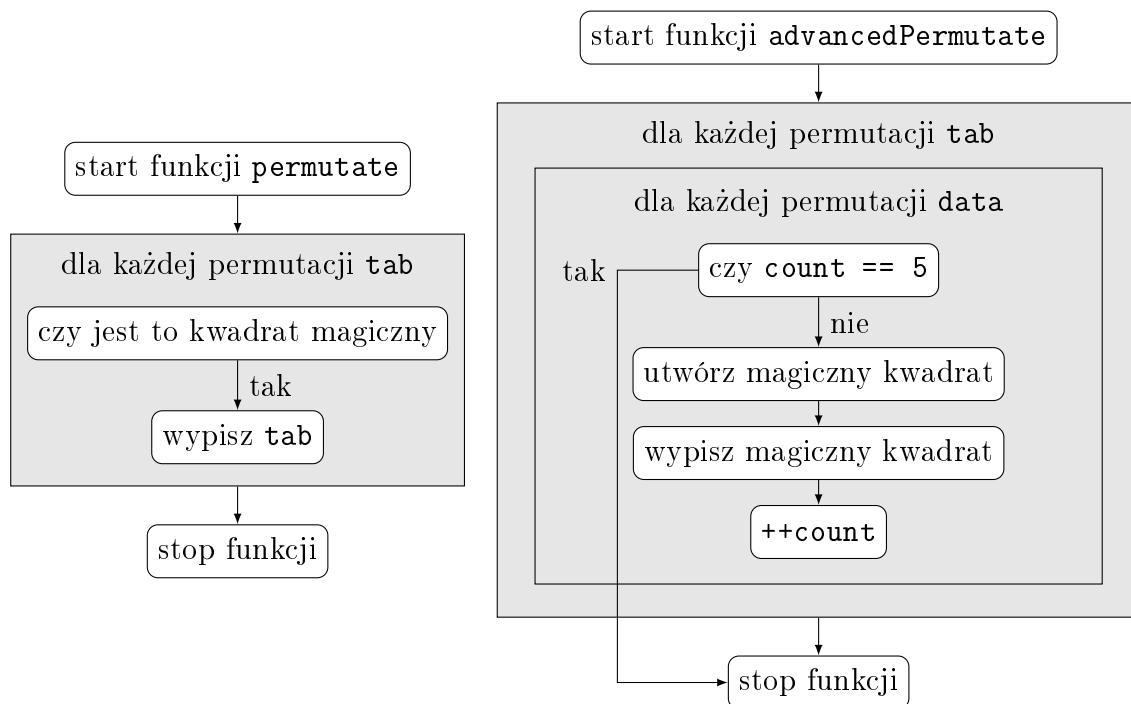 start funkcji permutate
dla każdej permutacji tab
czy jest to kwadrat magiczny
tak
wypisz tab
stop funkcji
start funkcji advancedPermutate
dla każdej permutacji tab
dla każdej permutacji data
tak
czy count == 5
nie
utwórz magiczny kwadrat
wypisz magiczny kwadrat
++count
stop funkcji